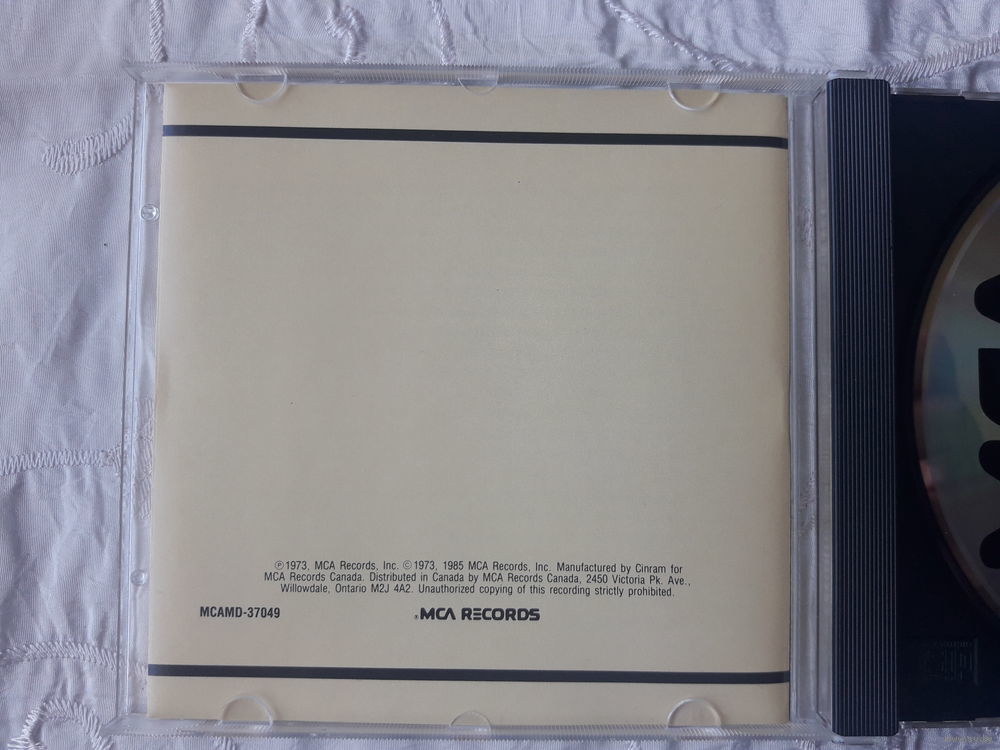 ℗1973, MCA Records, Inc. ©1973, 1985 MCA Records, Inc. Manufactured by Cinram for
MCA Records Canada. Distributed in Canada by MCA Records Canada, 2450 Victoria Pk. Ave.,
Willowdale, Ontario M2J 4A2. Unauthorized copying of this recording strictly prohibited.
MCAMD-37049
®MCA RECORDS